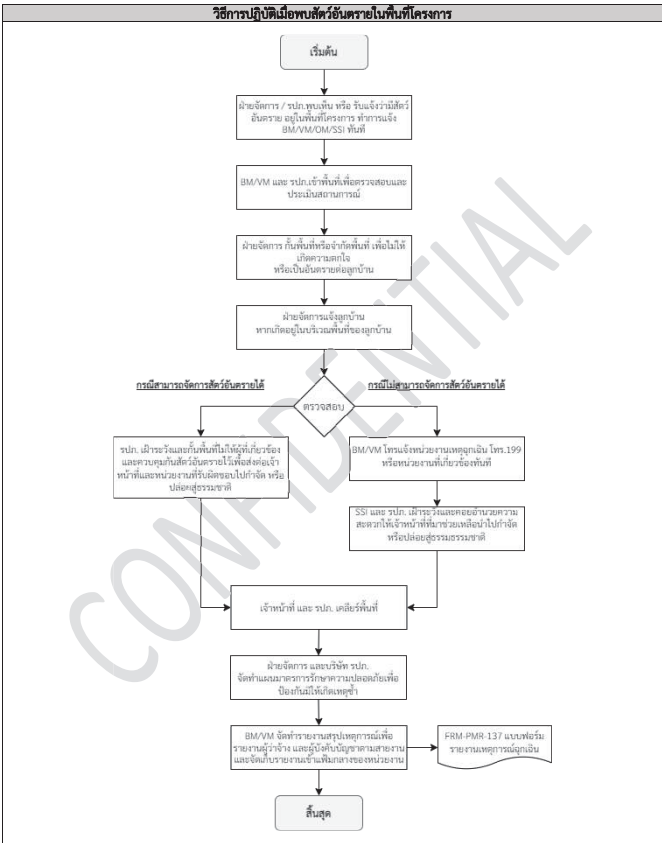 วิธีการปฏิบัติเมื่อพบสัตว์อันตรายในพื้นที่โครงการ
เริ่มต้น
ฝ่ายจัดการ / รปภ.พบเห็น หรือ รับแจ้งว่ามีสัตว์
อันตราย อยู่ในพื้นที่โครงการ ทำการแจ้ง
BM/VM/OM/SSI ทันที
BM/VM และ รปภ.เข้าพื้นที่เพื่อตรวจสอบและ
ประเมินสถานการณ์
ฝ่ายจัดการ กั้นพื้นที่หรือจำกัดพื้นที่ เพื่อไม่ให้
เกิดความตกใจ
หรือเป็นอันตรายต่อลูกบ้าน
ฝ่ายจัดการแจ้งลูกบ้าน
หากเกิดอยู่ในบริเวณพื้นที่ของลูกบ้าน
กรณีสามารถจัดการสัตว์อันตรายได้
กรณีไม่สามารถจัดการสัตว์อันตรายได้
ตรวจสอบ
รปภ. เฝ้าระวังและกั้นพื้นที่ไม่ให้ผู้ที่เกี่ยวข้อง
และควบคุมกันสัตว์อันตรายไว้เพื่อส่งต่อเจ้า
หน้าที่และหน่วยงานที่รับผิดชอบไปกำจัด หรือ
ปล่อยสู่ธรรมชาติ
BM/VM โทรแจ้งหน่วยงานเหตุฉุกเฉิน โทร.199
หรือหน่วยงานที่เกี่ยวข้องทันที
SSI และ รปภ. เฝ้าระวังและคอยอำนวยความ
สะดวกให้เจ้าหน้าที่ที่มาช่วยเหลือนำไปกำจัด
หรือปล่อยสู่ธรรมธรรมชาติ
เจ้าหน้าที่ และ รปภ. เคลียร์พื้นที่
ฝ่ายจัดการ และบริษัท รปภ.
จัดทำแผนมาตรการรักษาความปลอดภัยเพื่อ
ป้องกันมิให้เกิดเหตุซ้ำ
BM/VM จัดทำรายงานสรุปเหตุการณ์เพื่อ
รายงานผู้ว่าจ้าง และผู้บังคับบัญชาตามสายงาน
และจัดเก็บรายงานเข้าแฟ้มกลางของหน่วยงาน
FRM-PMR-137 แบบฟอร์ม
รายงานเหตุการณ์ฉุกเฉิน
สิ้นสุด
CONFIDENTIAL